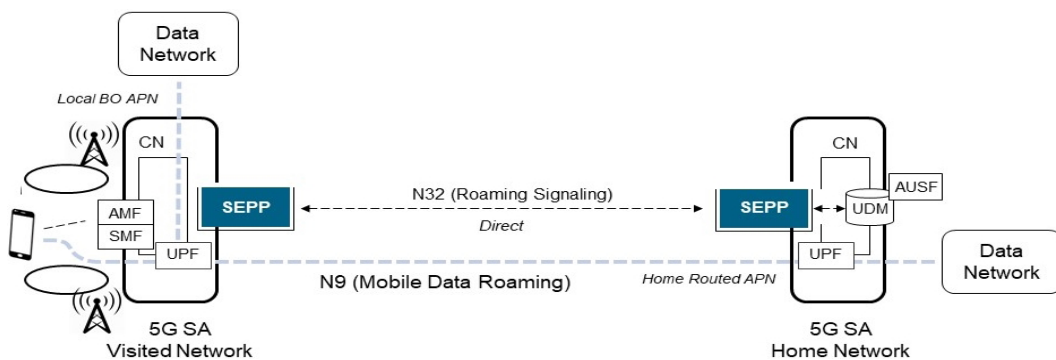 Data
Network
Local BO APN
CN
AMF
SMF
UPF
SEPP
N32 (Roaming Signaling)
Direct
SEPP
CN
AUSF
UDM
UPF
N9 (Mobile Data Roaming)
Home Routed APN
Data
Network
5G SA
Visited Network
5G SA
Home Network